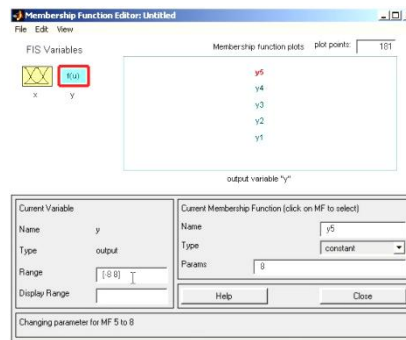 Membership Function Editor: Untitled
File Edit View
FIS Variables
Membership function plots
plot points:
181
f(u)
x
y
y5
y4
y3
y2
y1
output variable "y"
Current Variable
Name y
Type output
Range [-8 8]
Display Range
Current Membership Function (click on MF to select)
Name y5
Type constant
Params 8
Help
Close
Changing parameter for MF 5 to 8